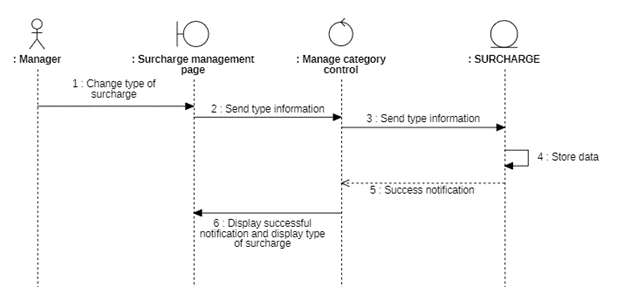 : Manager
: Surcharge management
page
: Manage category
control
: SURCHARGE
1 : Change type of
surcharge
2 : Send type information
3 : Send type information
4 : Store data
5 : Success notification
6 : Display successful
notification and display type
of surcharge